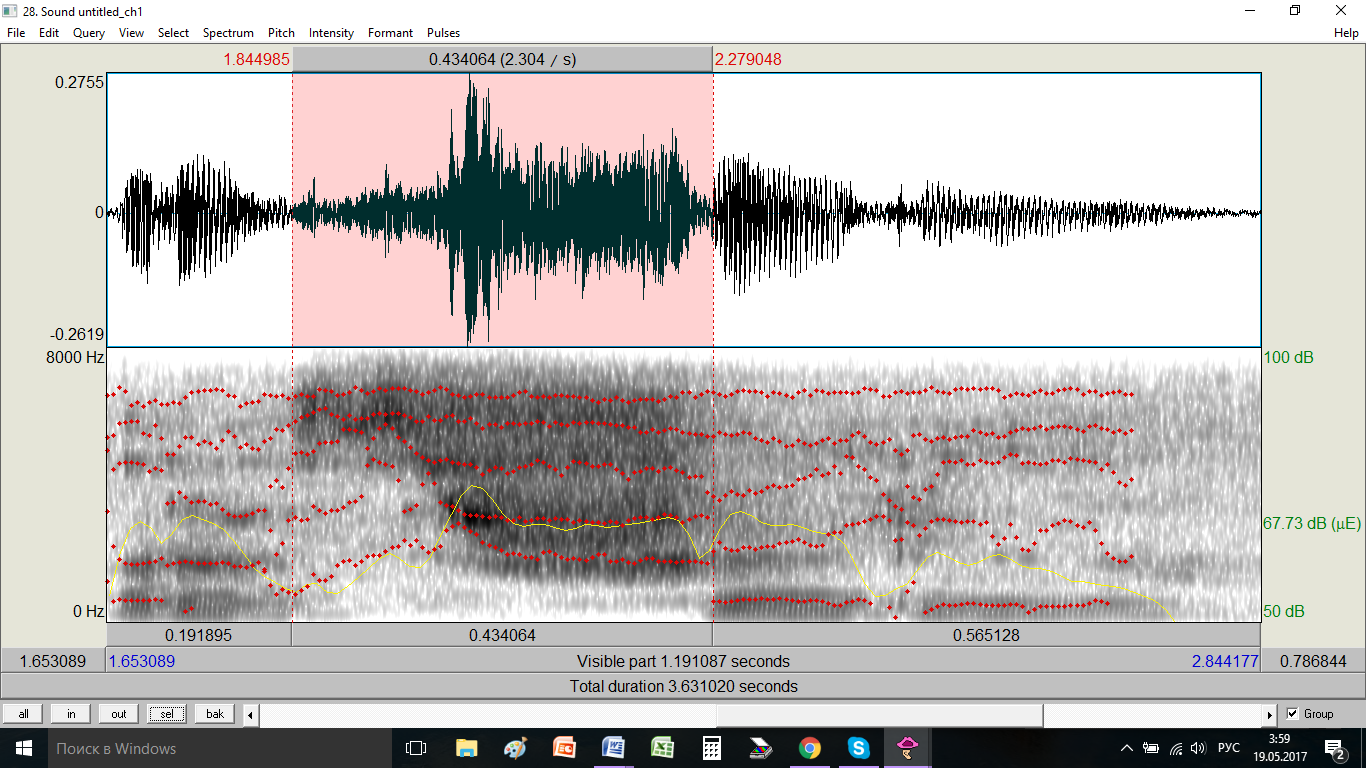 28. Sound untitled_ch1
File Edit Query View Select Spectrum Pitch Intensity Formant Pulses Help
1.844985 0.434064 (2.304 / s) 2.279048
0.2755
0
-0.2619
8000 Hz 100 dB
67.73 dB (µE)
0 Hz 50 dB
0.191895 0.434064 0.565128
1.653089 1.653089 Visible part 1.191087 seconds 2.844177 0.786844
Total duration 3.631020 seconds
all in out sel bak Group
Поиск в Windows РУС 3:59
19.05.2017 2